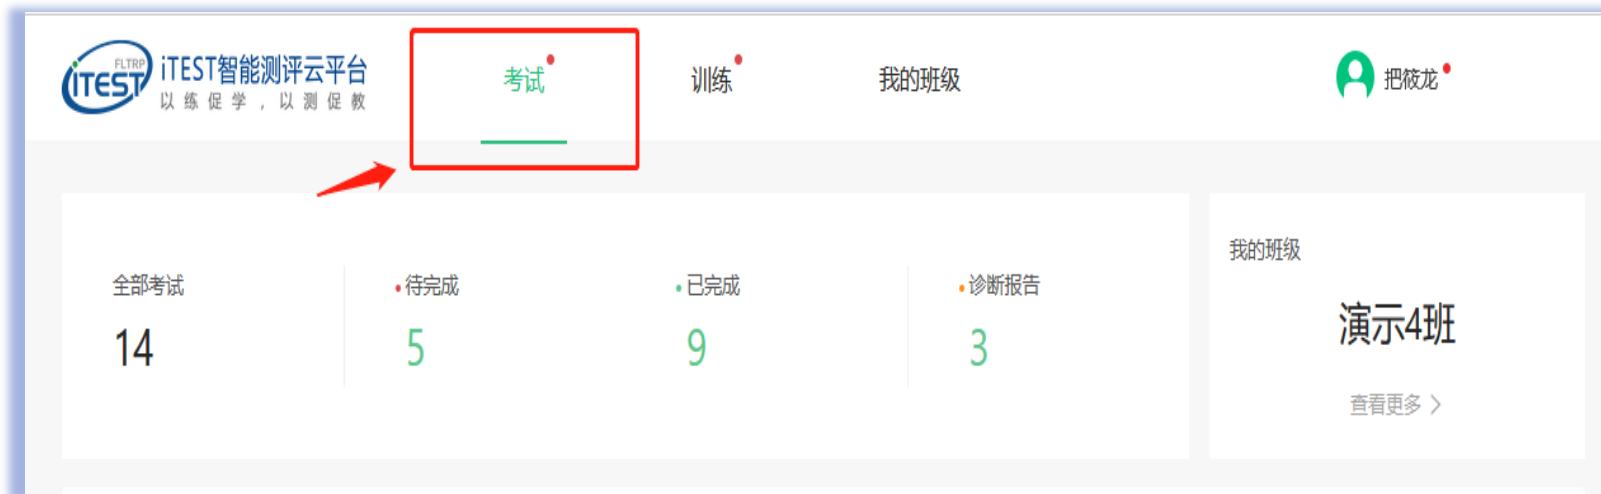 FLTRP
iTEST
iTEST智能测评云平台
以练促学，以测促教
考试
训练
我的班级
把筱龙
全部考试
14
待完成
5
已完成
9
诊断报告
3
我的班级
演示4班
查看更多 >